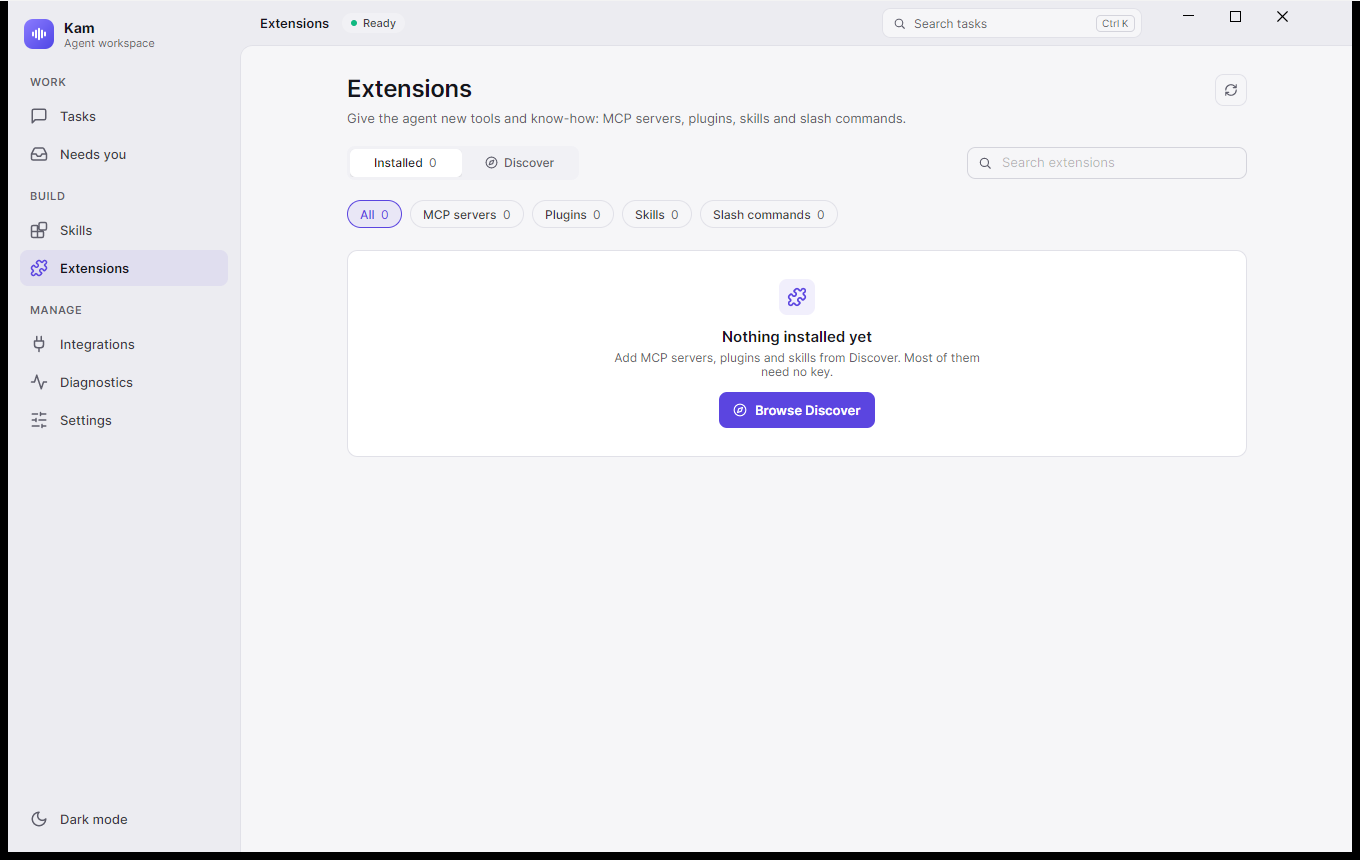 Kam
Agent workspace
Extensions
Ready
Search tasks
Ctrl K
WORK
Tasks
Needs you
BUILD
Skills
Extensions
MANAGE
Integrations
Diagnostics
Settings
Dark mode
Extensions
Give the agent new tools and know-how: MCP servers, plugins, skills and slash commands.
Installed 0
Discover
Search extensions
All 0
MCP servers 0
Plugins 0
Skills 0
Slash commands 0
Nothing installed yet
Add MCP servers, plugins and skills from Discover. Most of them
need no key.
Browse Discover